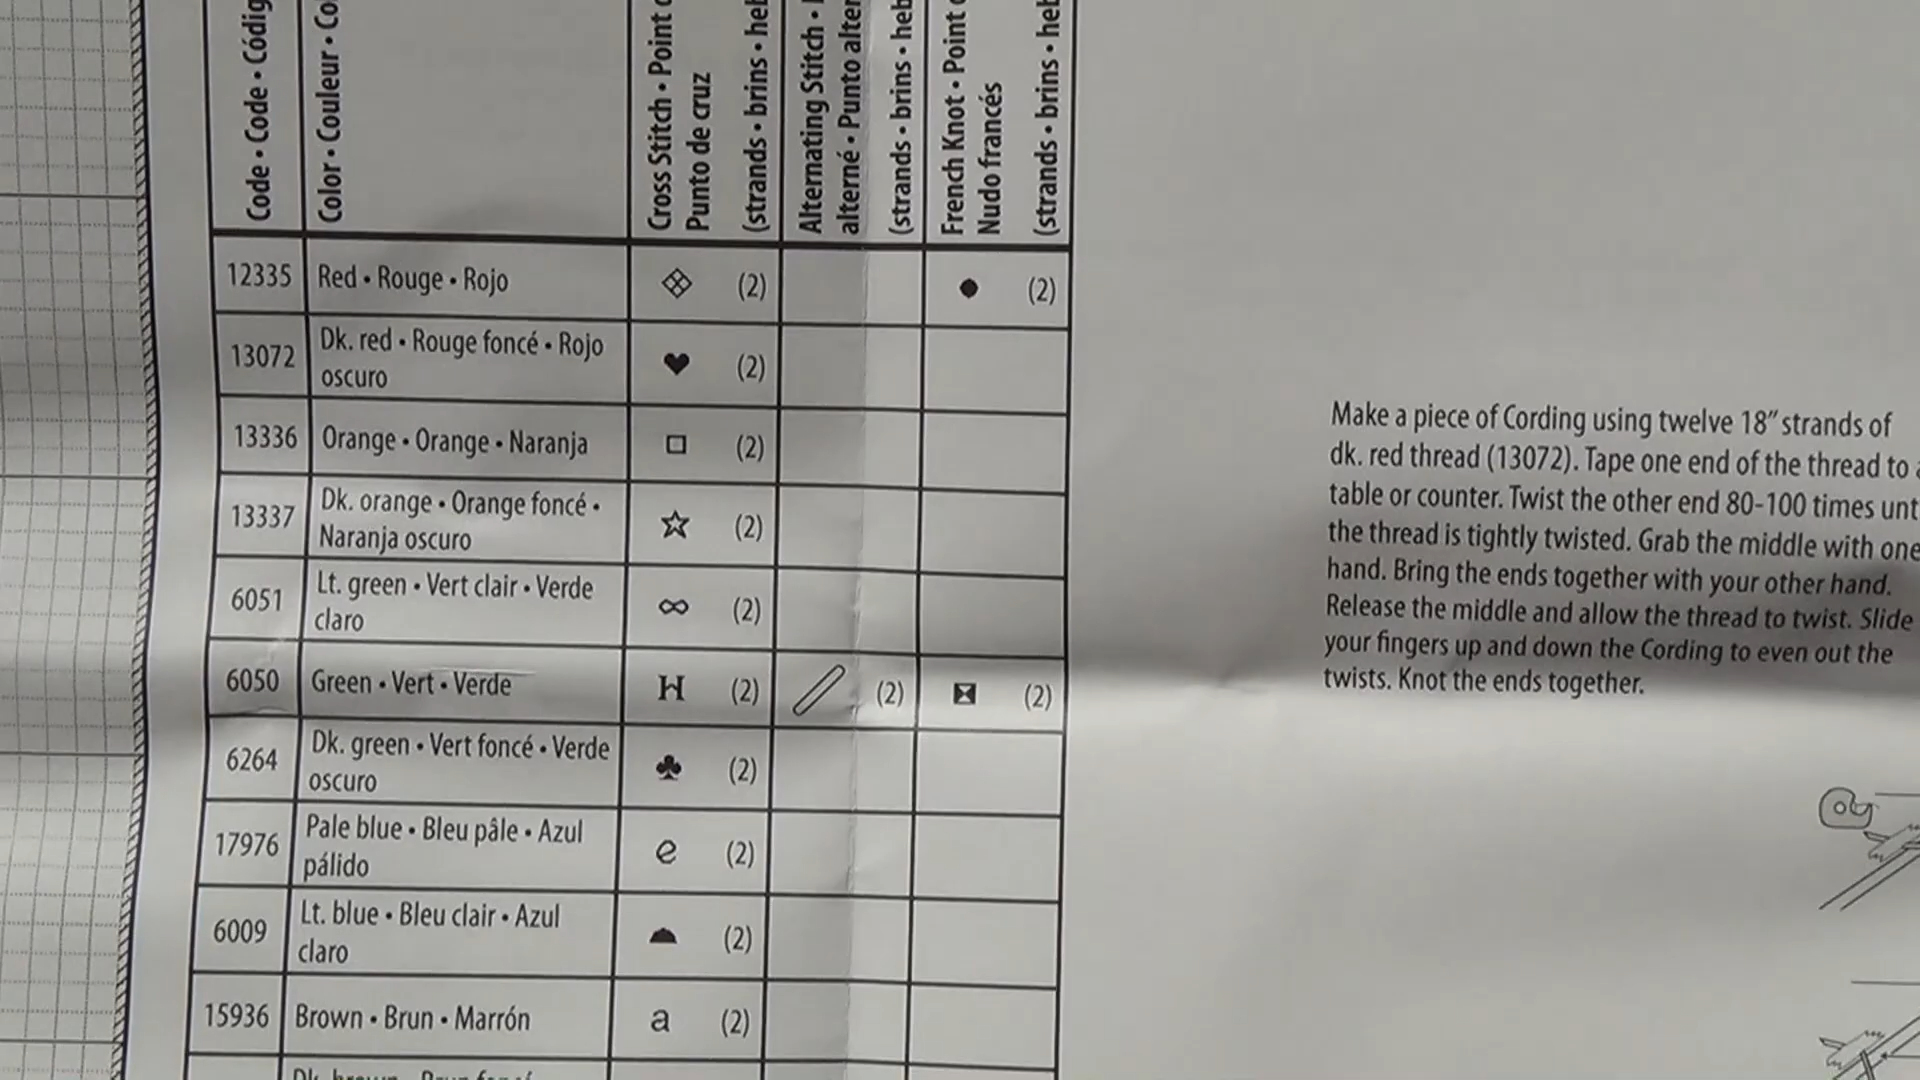 Code • Code • Códig
Color • Couleur • Co
Cross Stitch • Point
Punto de cruz
(strands • brins • heb
Alternating Stitch •
alterné • Punto alter
(strands • brins • heb
French Knot • Point
Nudo francés
(strands • brins • heb
12335 Red • Rouge • Rojo (2) (2)
13072 Dk. red • Rouge foncé • Rojo
oscuro (2)
13336 Orange • Orange • Naranja (2)
13337 Dk. orange • Orange foncé •
Naranja oscuro (2)
6051 Lt. green • Vert clair • Verde
claro (2)
6050 Green • Vert • Verde H (2) (2) (2)
6264 Dk. green • Vert foncé • Verde
oscuro (2)
17976 Pale blue • Bleu pâle • Azul
pálido e (2)
6009 Lt. blue • Bleu clair • Azul
claro (2)
15936 Brown • Brun • Marrón a (2)
Make a piece of Cording using twelve 18" strands of
dk. red thread (13072). Tape one end of the thread to a
table or counter. Twist the other end 80-100 times unt
the thread is tightly twisted. Grab the middle with one
hand. Bring the ends together with your other hand.
Release the middle and allow the thread to twist. Slide
your fingers up and down the Cording to even out the
twists. Knot the ends together.